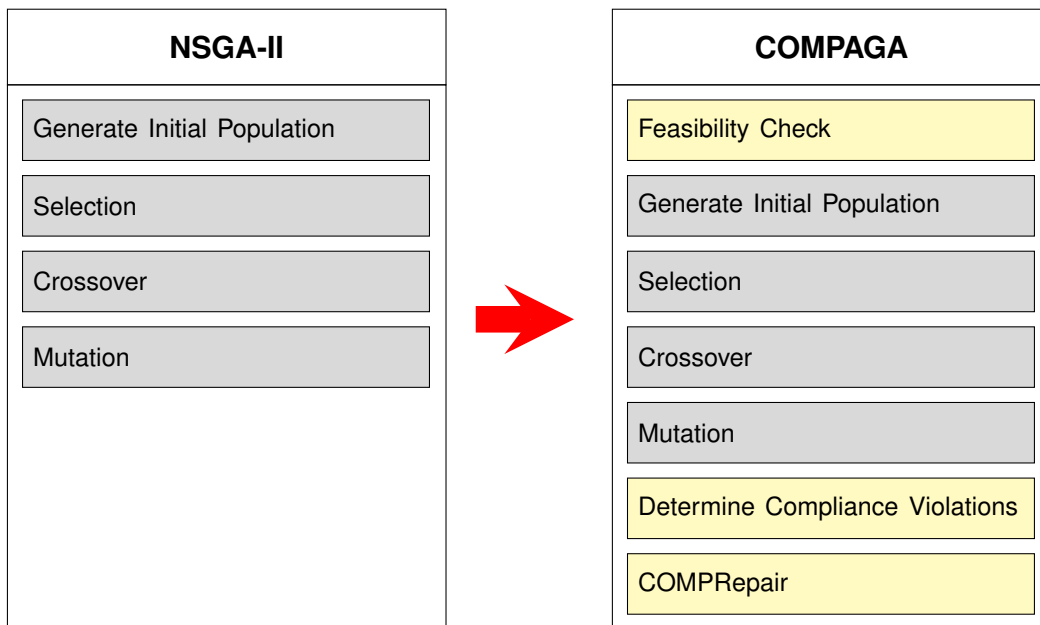 NSGA-II
Generate Initial Population
Selection
Crossover
Mutation
COMPAGA
Feasibility Check
Generate Initial Population
Selection
Crossover
Mutation
Determine Compliance Violations
COMPRepair